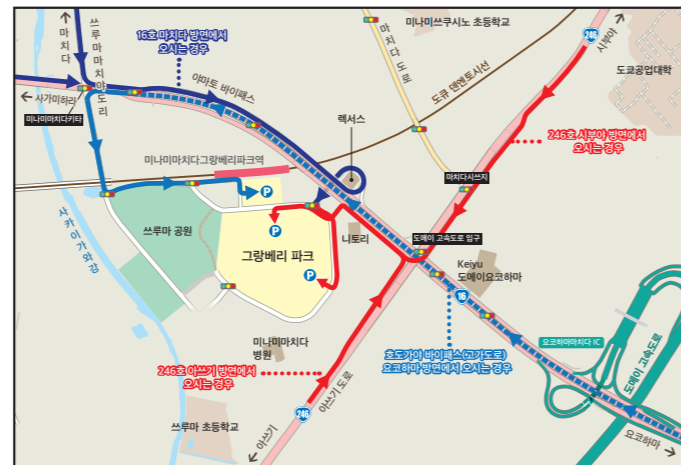 미나미쯔쿠시노 초등학교
16호 마치다 방면에서
오시는 경우
마치다
쯔루마마치야도리
야마토 바이패스
마치다 도로
도큐 덴엔토시선
246
시부야
도쿄공업대학
사가미하라
미나미마치다키타
렉서스
246호 시부야 방면에서
오시는 경우
미나미마치다그랑베리파크역
마치다시쯔지
P
사카이가와강
쯔루마 공원
P
그랑베리 파크
P
니토리
도메이 고속도로 입구
Keiyu
도메이요코하마
16
미나미마치다
병원
246호 아쓰기 방면에서
오시는 경우
호도가야 바이패스(고가도로)
요코하마 방면에서 오시는 경우
요코하마마치다 IC
도메이 고속도로
246
아쓰기 도로
아쓰기
쯔루마 초등학교
요코하마